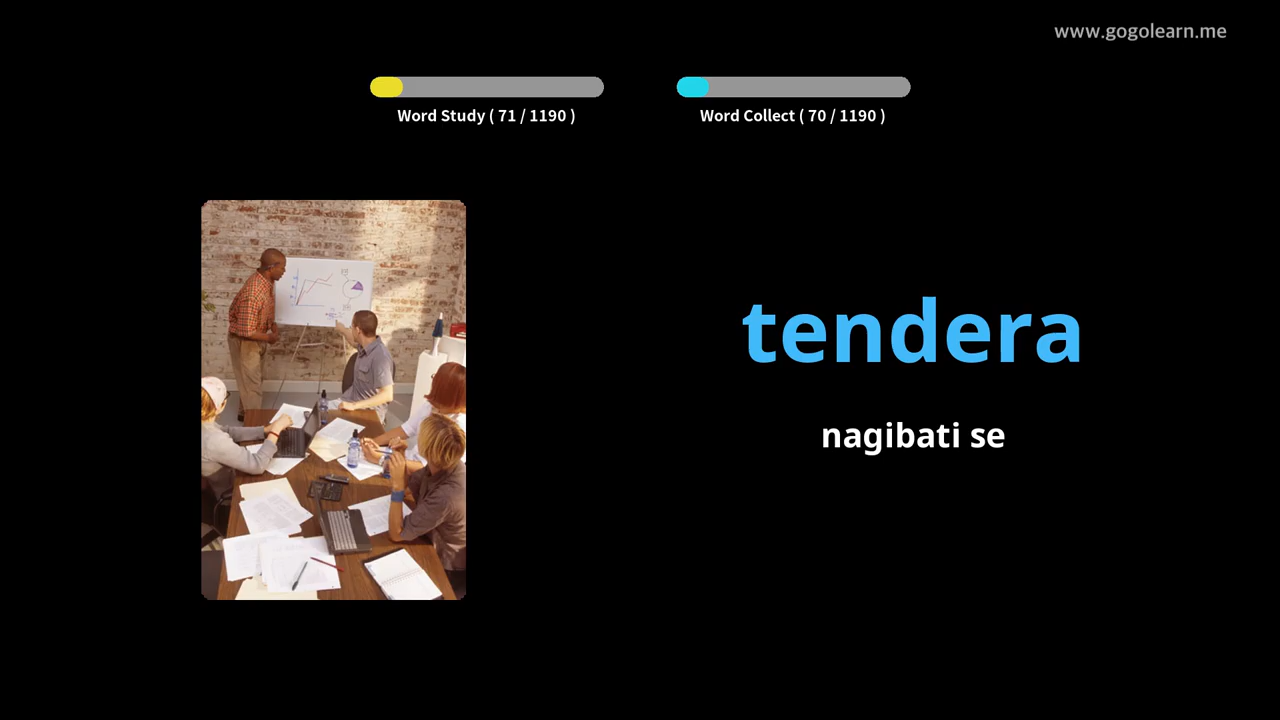 www.gogolearn.me
Word Study ( 71 / 1190 )
Word Collect ( 70 / 1190 )
tendera
nagibati se